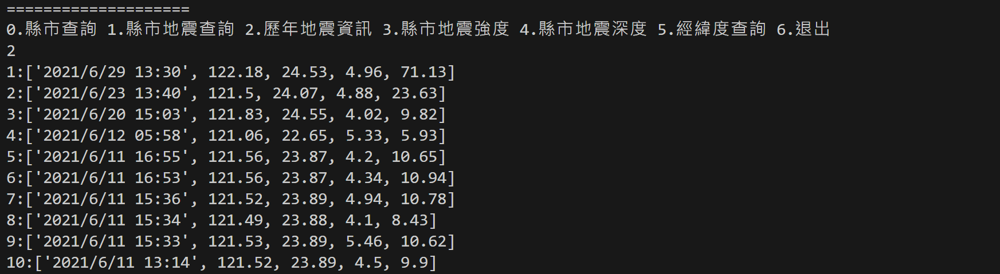 ====================
0.縣市查詢 1.縣市地震查詢 2.歷年地震資訊 3.縣市地震強度 4.縣市地震深度 5.經緯度查詢 6.退出
2
1:['2021/6/29 13:30', 122.18, 24.53, 4.96, 71.13]
2:['2021/6/23 13:40', 121.5, 24.07, 4.88, 23.63]
3:['2021/6/20 15:03', 121.83, 24.55, 4.02, 9.82]
4:['2021/6/12 05:58', 121.06, 22.65, 5.33, 5.93]
5:['2021/6/11 16:55', 121.56, 23.87, 4.2, 10.65]
6:['2021/6/11 16:53', 121.56, 23.87, 4.34, 10.94]
7:['2021/6/11 15:36', 121.52, 23.89, 4.94, 10.78]
8:['2021/6/11 15:34', 121.49, 23.88, 4.1, 8.43]
9:['2021/6/11 15:33', 121.53, 23.89, 5.46, 10.62]
10:['2021/6/11 13:14', 121.52, 23.89, 4.5, 9.9]